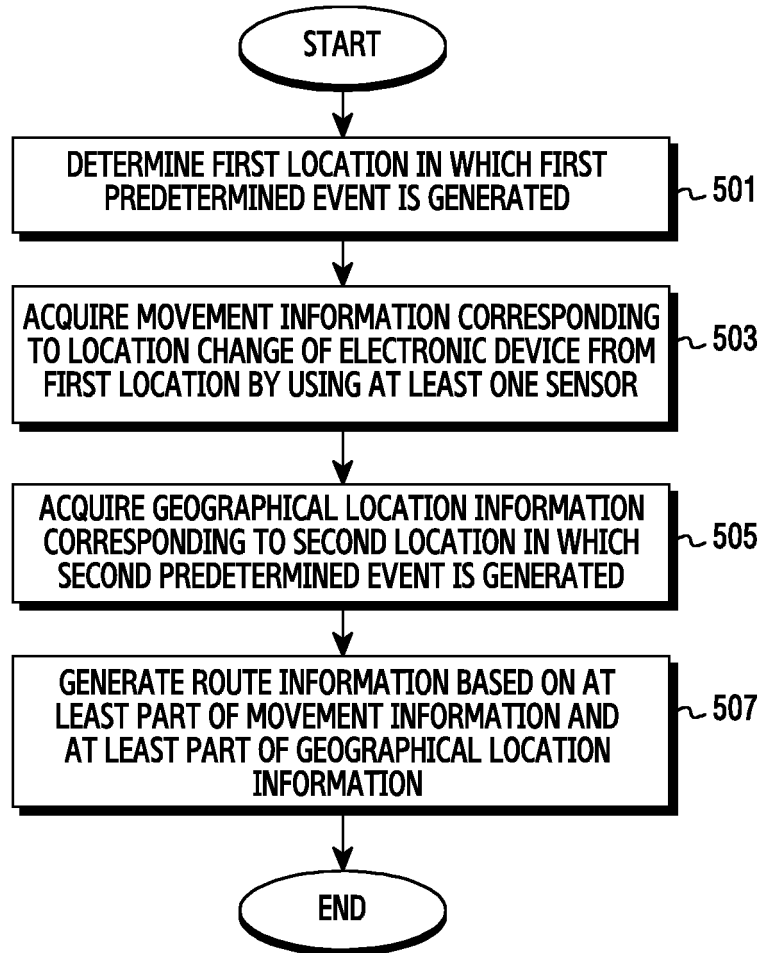 START
DETERMINE FIRST LOCATION IN WHICH FIRST
PREDETERMINED EVENT IS GENERATED
501
ACQUIRE MOVEMENT INFORMATION CORRESPONDING
TO LOCATION CHANGE OF ELECTRONIC DEVICE FROM
FIRST LOCATION BY USING AT LEAST ONE SENSOR
503
ACQUIRE GEOGRAPHICAL LOCATION INFORMATION
CORRESPONDING TO SECOND LOCATION IN WHICH
SECOND PREDETERMINED EVENT IS GENERATED
505
GENERATE ROUTE INFORMATION BASED ON AT
LEAST PART OF MOVEMENT INFORMATION AND
AT LEAST PART OF GEOGRAPHICAL LOCATION
INFORMATION
507
END